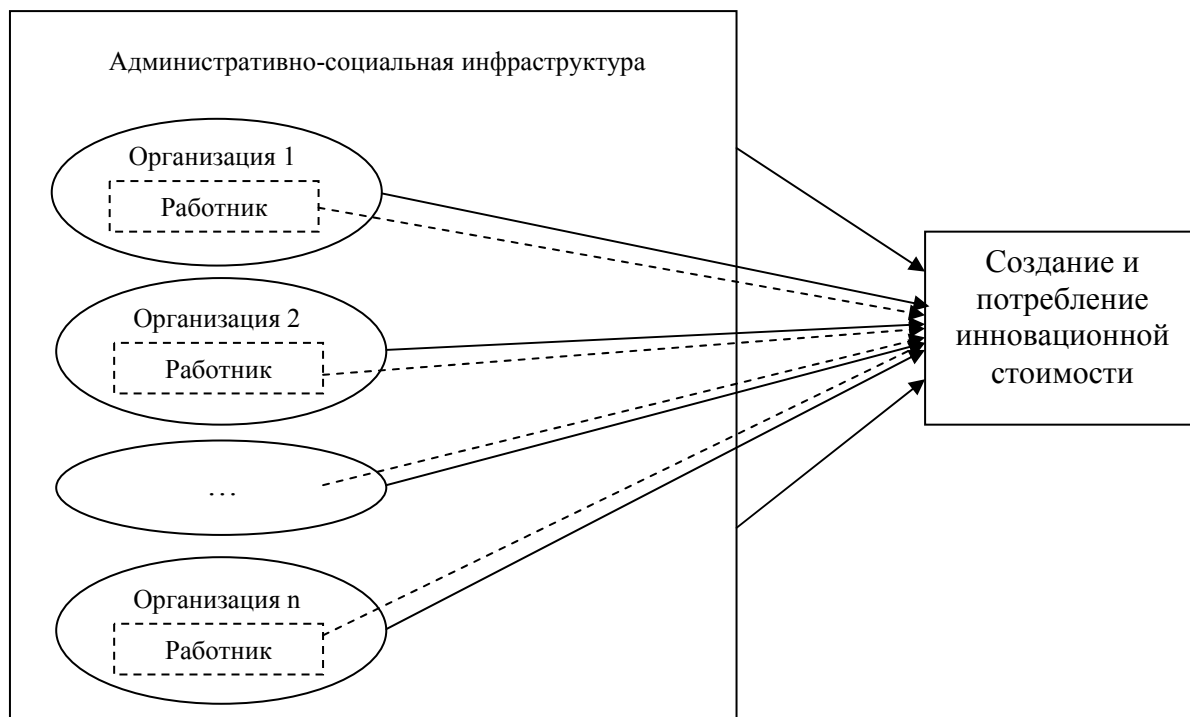 Административно-социальная инфраструктура
Организация 1
Работник
Организация 2
Работник
...
Организация n
Работник
Создание и
потребление
инновационной
стоимости